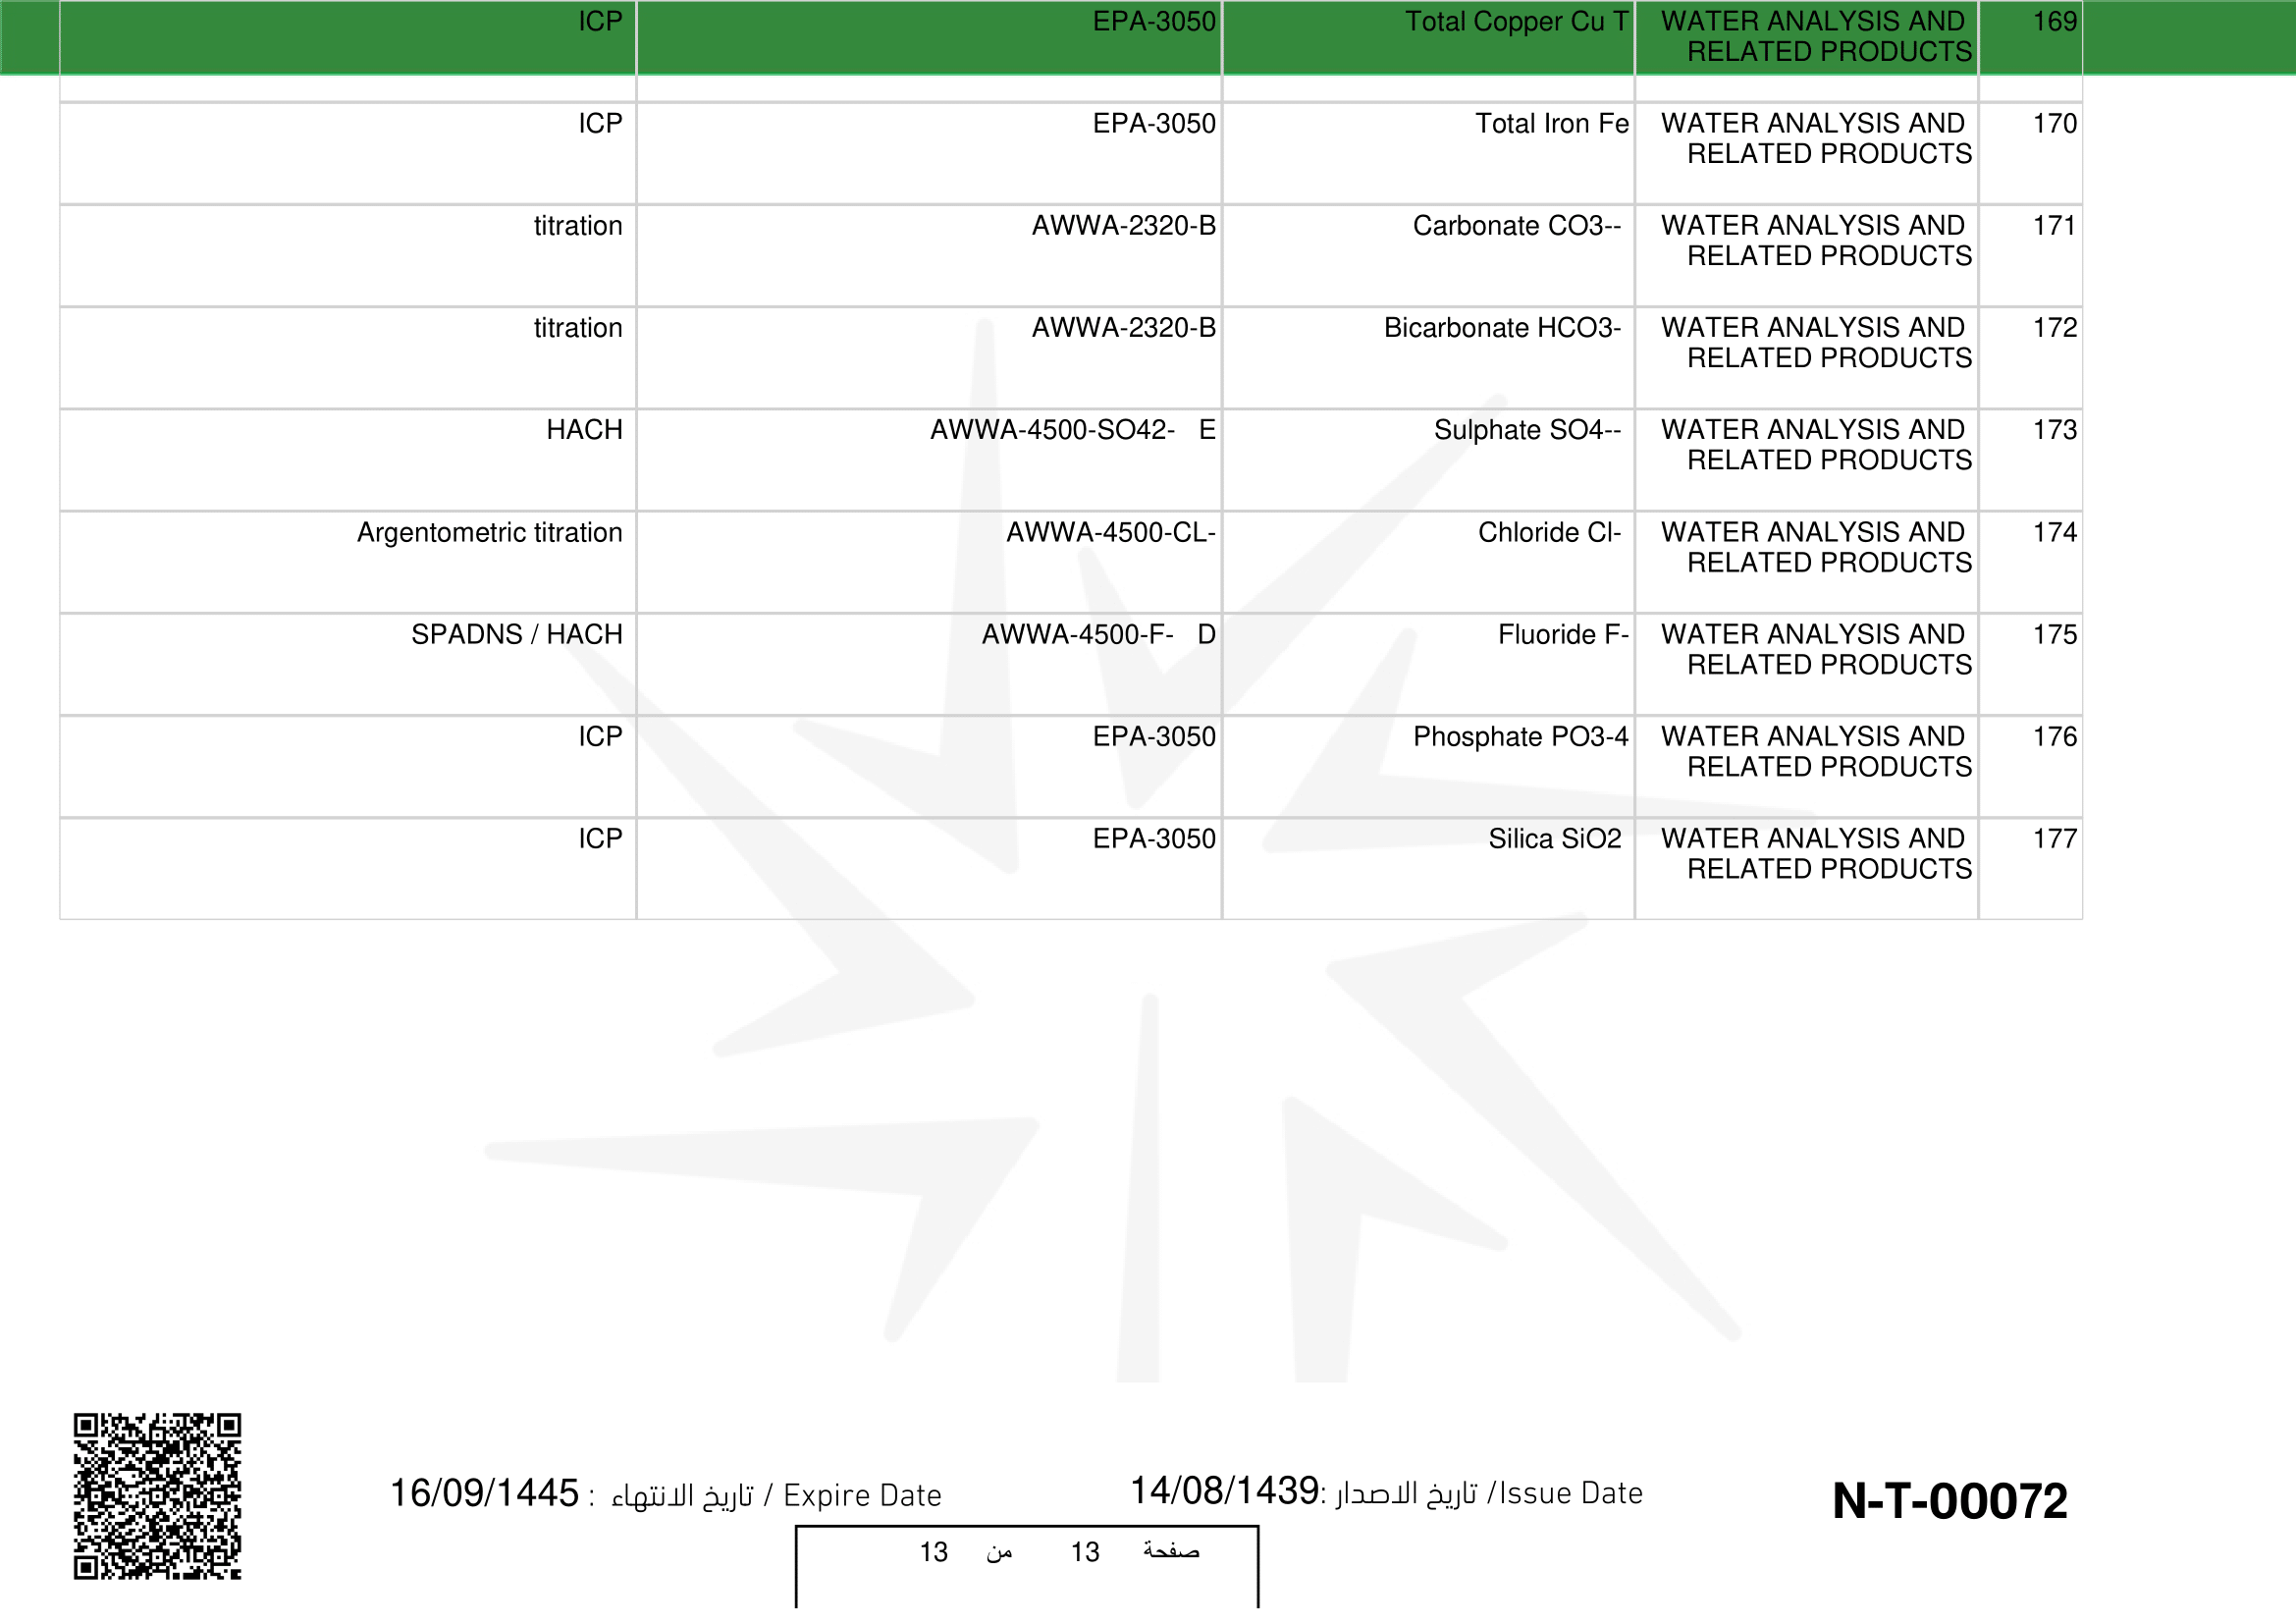 169 WATER ANALYSIS AND RELATED PRODUCTS Total Copper Cu T EPA-3050 ICP
170 WATER ANALYSIS AND RELATED PRODUCTS Total Iron Fe EPA-3050 ICP
171 WATER ANALYSIS AND RELATED PRODUCTS Carbonate CO3-- AWWA-2320-B titration
172 WATER ANALYSIS AND RELATED PRODUCTS Bicarbonate HCO3- AWWA-2320-B titration
173 WATER ANALYSIS AND RELATED PRODUCTS Sulphate SO4-- AWWA-4500-SO42- E HACH
174 WATER ANALYSIS AND RELATED PRODUCTS Chloride Cl- AWWA-4500-CL- Argentometric titration
175 WATER ANALYSIS AND RELATED PRODUCTS Fluoride F- AWWA-4500-F- D SPADNS / HACH
176 WATER ANALYSIS AND RELATED PRODUCTS Phosphate PO3-4 EPA-3050 ICP
177 WATER ANALYSIS AND RELATED PRODUCTS Silica SiO2 EPA-3050 ICP
N-T-00072
Issue Date/ تاريخ الاصدار :14/08/1439
Expire Date / تاريخ الانتهاء : 16/09/1445
صفحة 13 من 13